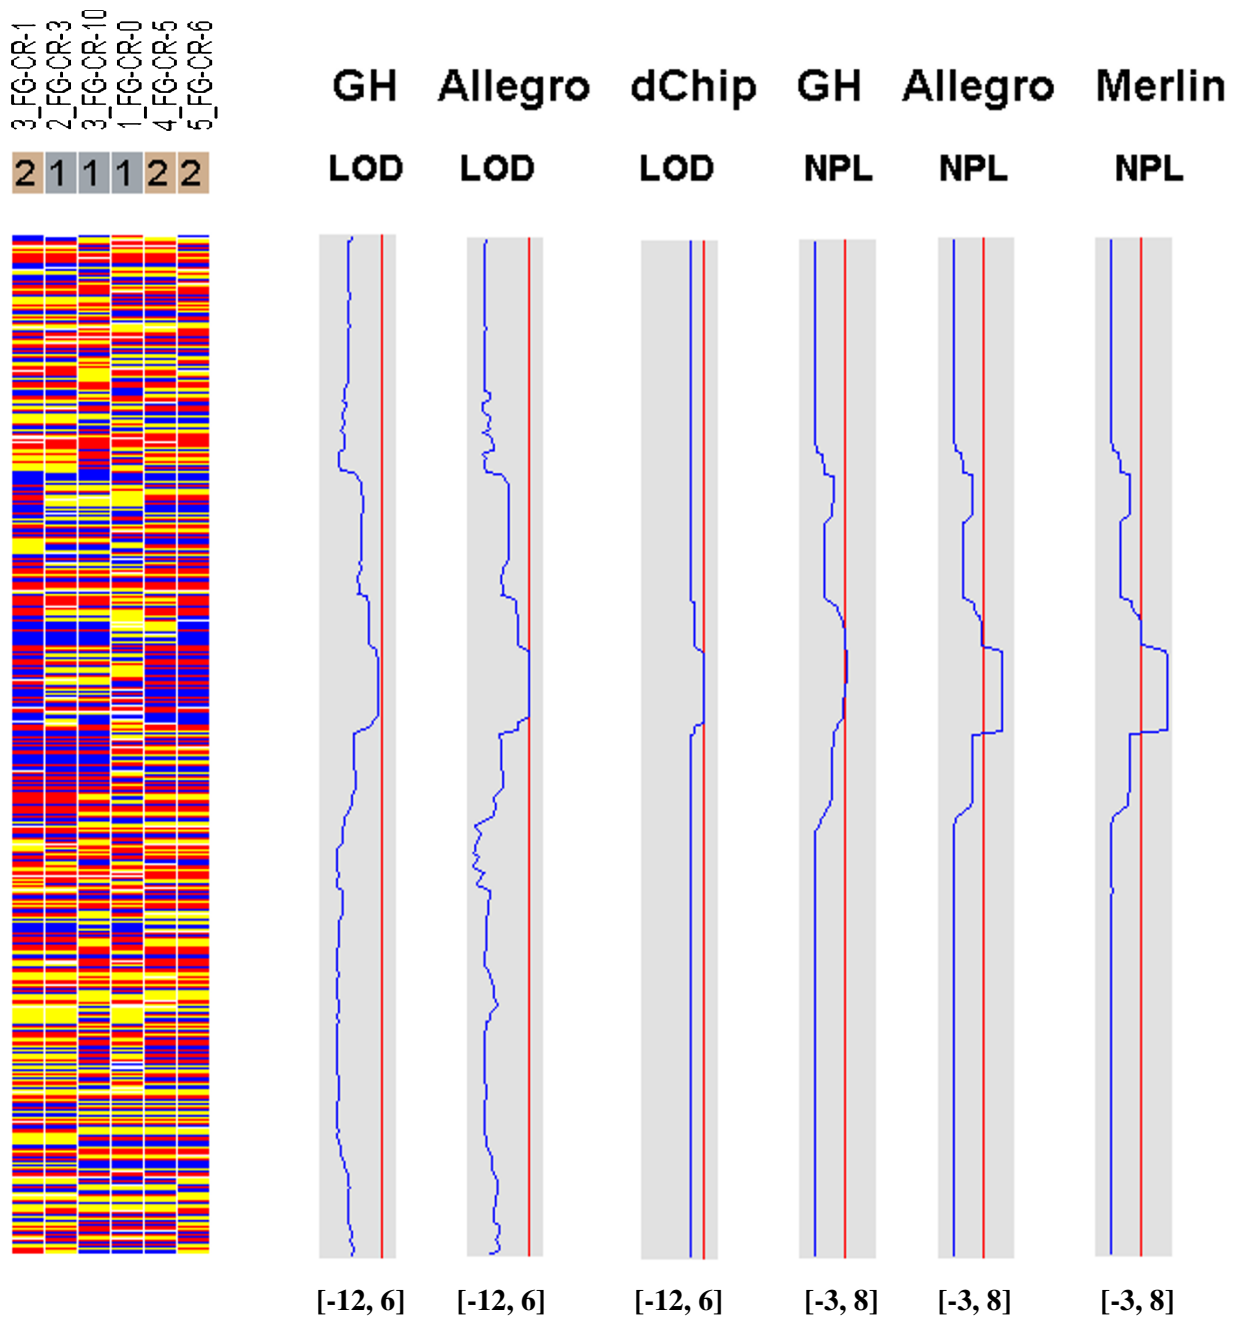 3_FG-CR-1
2_FG-CR-3
3_FG-CR-10
1_FG-CR-0
4_FG-CR-5
5_FG-CR-6
2 1 1 1 2 2
GH Allegro dChip GH Allegro Merlin
LOD LOD LOD NPL NPL NPL
[-12, 6] [-12, 6] [-12, 6] [-3, 8] [-3, 8] [-3, 8]